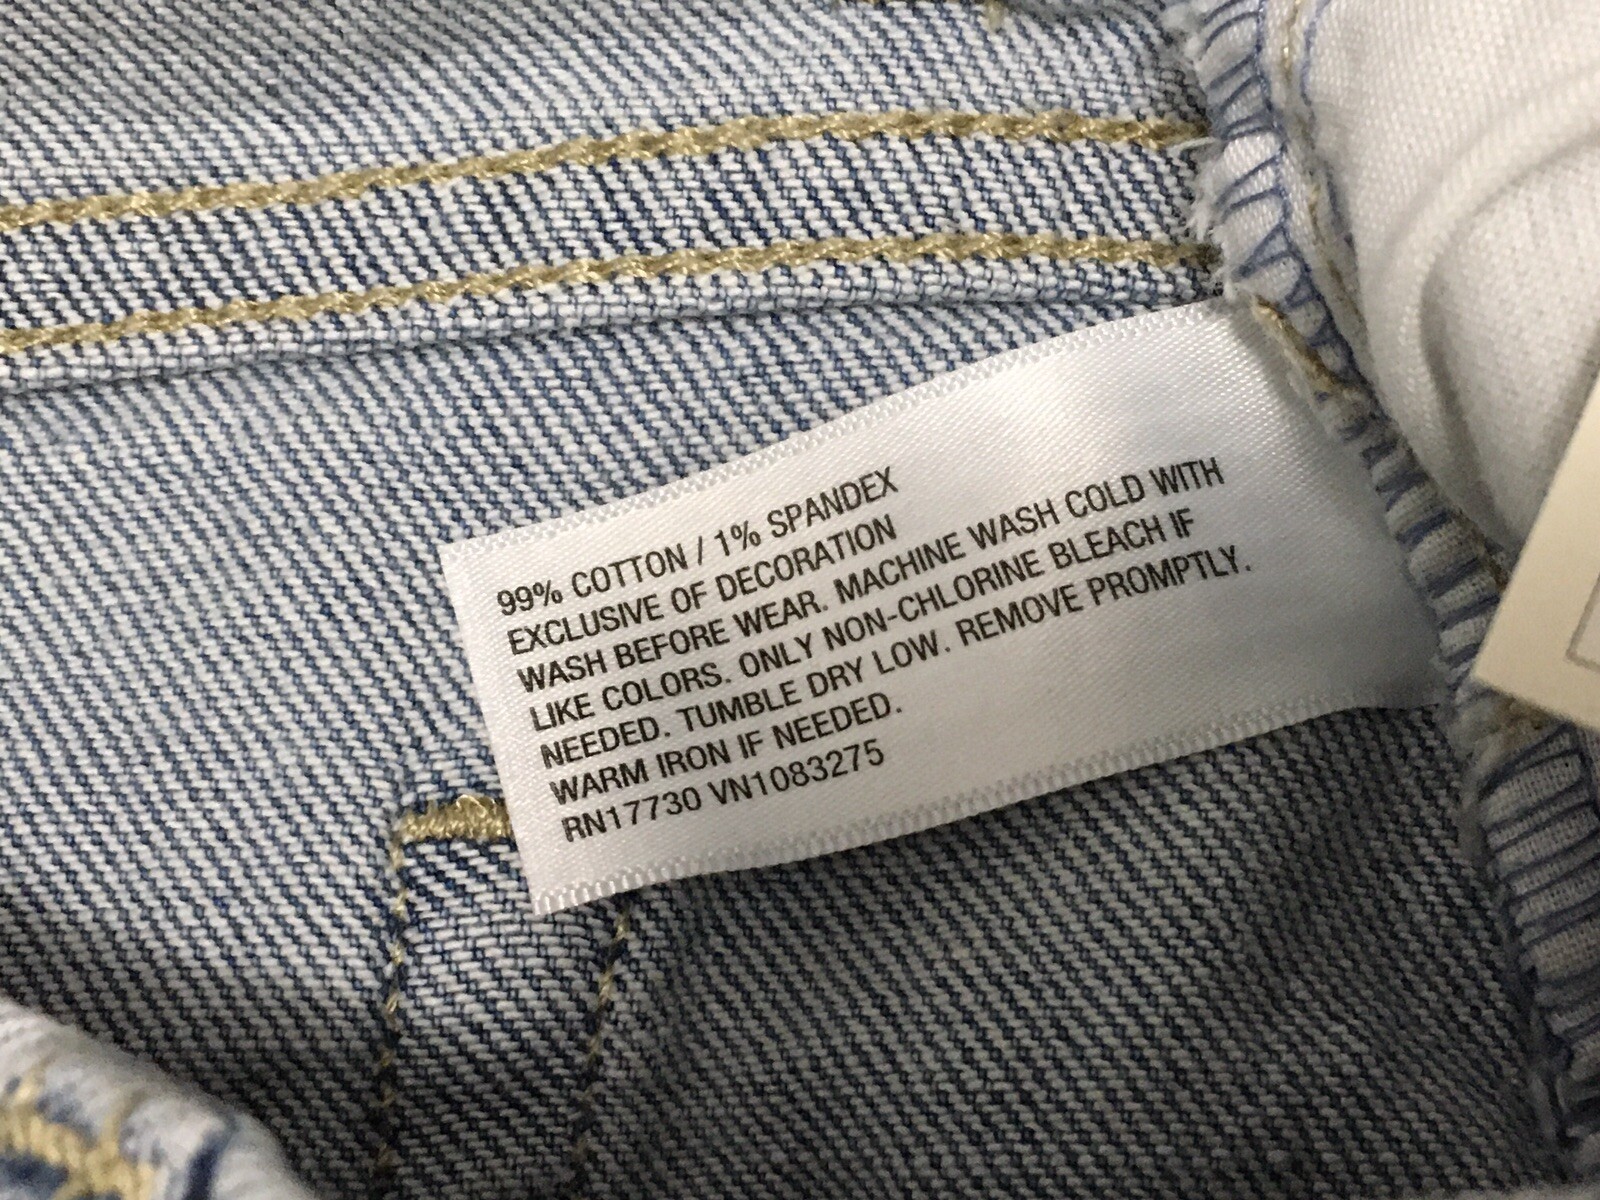 99% COTTON / 1% SPANDEX
EXCLUSIVE OF DECORATION
WASH BEFORE WEAR. MACHINE WASH COLD WITH
LIKE COLORS. ONLY NON-CHLORINE BLEACH IF
NEEDED. TUMBLE DRY LOW. REMOVE PROMPTLY.
WARM IRON IF NEEDED.
RN17730 VN1083275